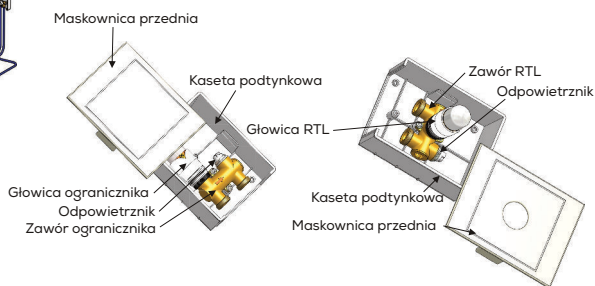 Maskownica przednia
Kaseta podtynkowa
Głowica ogranicznika
Odpowietrznik
Zawór ogranicznika
Zawór RTL
Odpowietrznik
Głowica RTL
Kaseta podtynkowa
Maskownica przednia